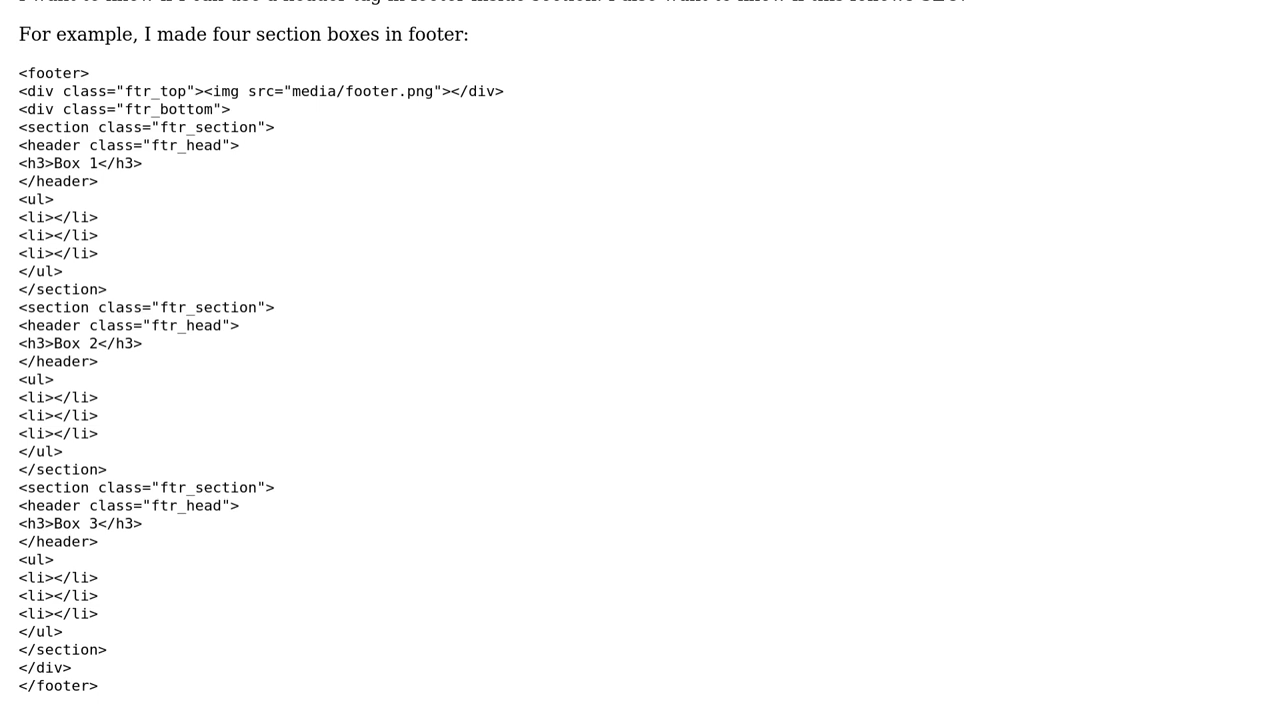 For example, I made four section boxes in footer:
<footer>
<div class="ftr_top"><img src="media/footer.png"></div>
<div class="ftr_bottom">
<section class="ftr_section">
<header class="ftr_head">
<h3>Box 1</h3>
</header>
<ul>
<li></li>
<li></li>
<li></li>
</ul>
</section>
<section class="ftr_section">
<header class="ftr_head">
<h3>Box 2</h3>
</header>
<ul>
<li></li>
<li></li>
<li></li>
</ul>
</section>
<section class="ftr_section">
<header class="ftr_head">
<h3>Box 3</h3>
</header>
<ul>
<li></li>
<li></li>
<li></li>
</ul>
</section>
</div>
</footer>